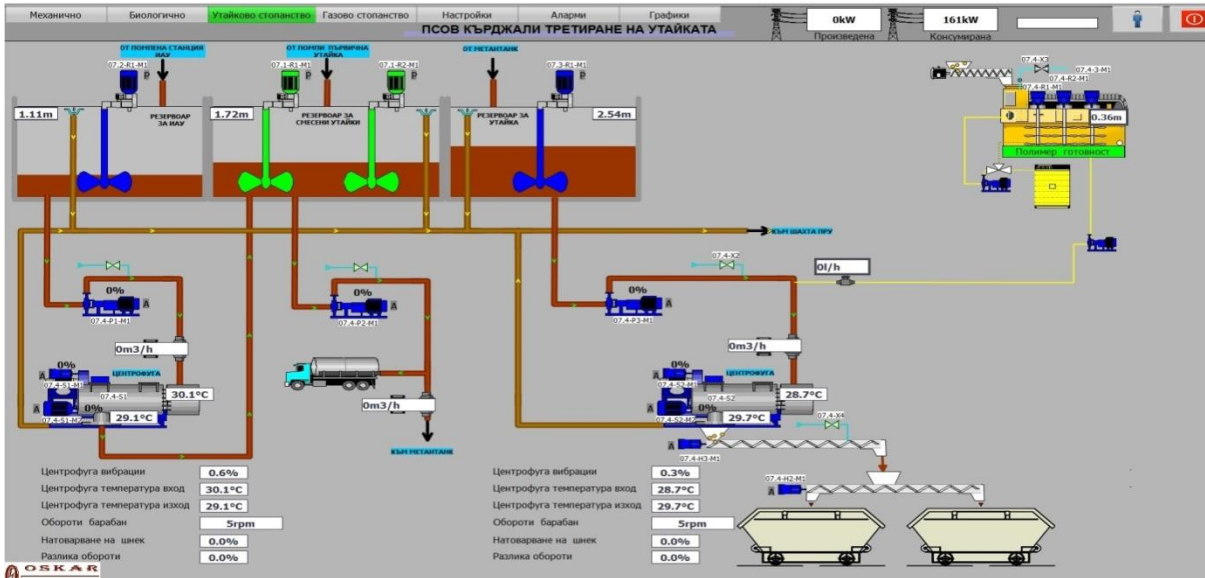 Механично
Биологично
Утайково стопанство
Газово стопанство
Настройки
Аларми
Графики
ПСОВ КЪРДЖАЛИ ТРЕТИРАНЕ НА УТАЙКАТА
0kW
Произведена
161kW
Консумирана
ОТ ПОМПЕНА СТАНЦИЯ
ИАУ
ОТ ПОМПИ ПЪРВИЧНА
УТАЙКА
ОТ МЕТАНТАНК
07.2-R1-M1
P
07.1-R1-M1
07.1-R2-M1
P
07.3-R1-M1
P
07.4-X3
07.4-3-M1
07.4-R2-M1
07.4-R1-M1
1.11m
РЕЗЕРВОАР
ЗА ИАУ
1.72m
РЕЗЕРВОАР ЗА
СМЕСЕНИ УТАЙКИ
РЕЗЕРВОАР ЗА
УТАЙКА
2.54m
0.36m
Полимер готовност
КЪМ ШАХТА ПРУ
07.4-X2
0l/h
0%
A
07.4-P1-M1
0%
A
07.4-P2-M1
0%
A
07.4-P3-M1
0m3/h
0m3/h
0m3/h
ЦЕНТРОФУГА
0%
A
07.4-S1-M1
07.4-S1
30.1°C
A
0%
07.4-S1-M2
29.1°C
КЪМ МЕТАНТАНК
ЦЕНТРОФУГА
0%
A
07.4-S2-M1
07.4-S2
28.7°C
A
0%
07.4-S2-M2
29.7°C
07.4-X4
A
07.4-H3-M1
07.4-H2-M1
A
Центрофуга вибрации 0.6%
Центрофуга температура вход 30.1°C
Центрофуга температура изход 29.1°C
Обороти барабан 5rpm
Натоварване на шнек 0.0%
Разлика обороти 0.0%
Центрофуга вибрации 0.3%
Центрофуга температура вход 28.7°C
Центрофуга температура изход 29.7°C
Обороти барабан 5rpm
Натоварване на шнек 0.0%
Разлика обороти 0.0%
OSKAR